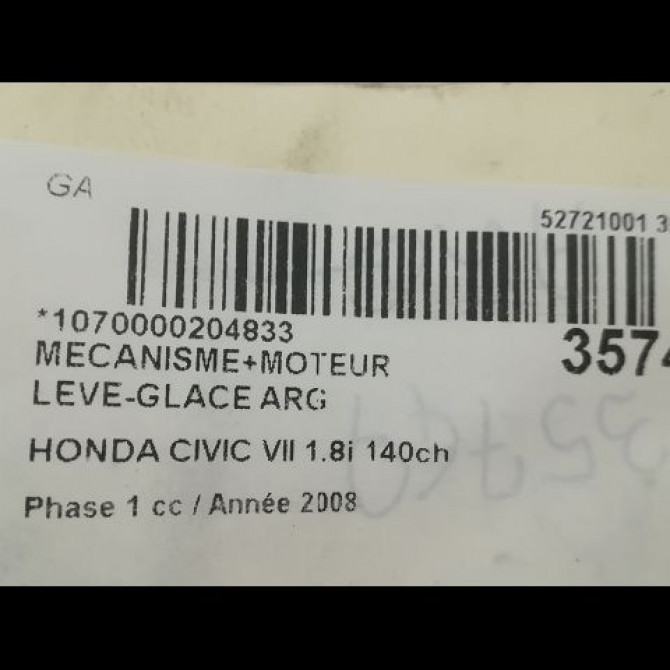 GA
52721001 3
*1070000204833
3574
MECANISME+MOTEUR
LEVE-GLACE ARG
HONDA CIVIC VII 1.8i 140ch
Phase 1 cc / Année 2008